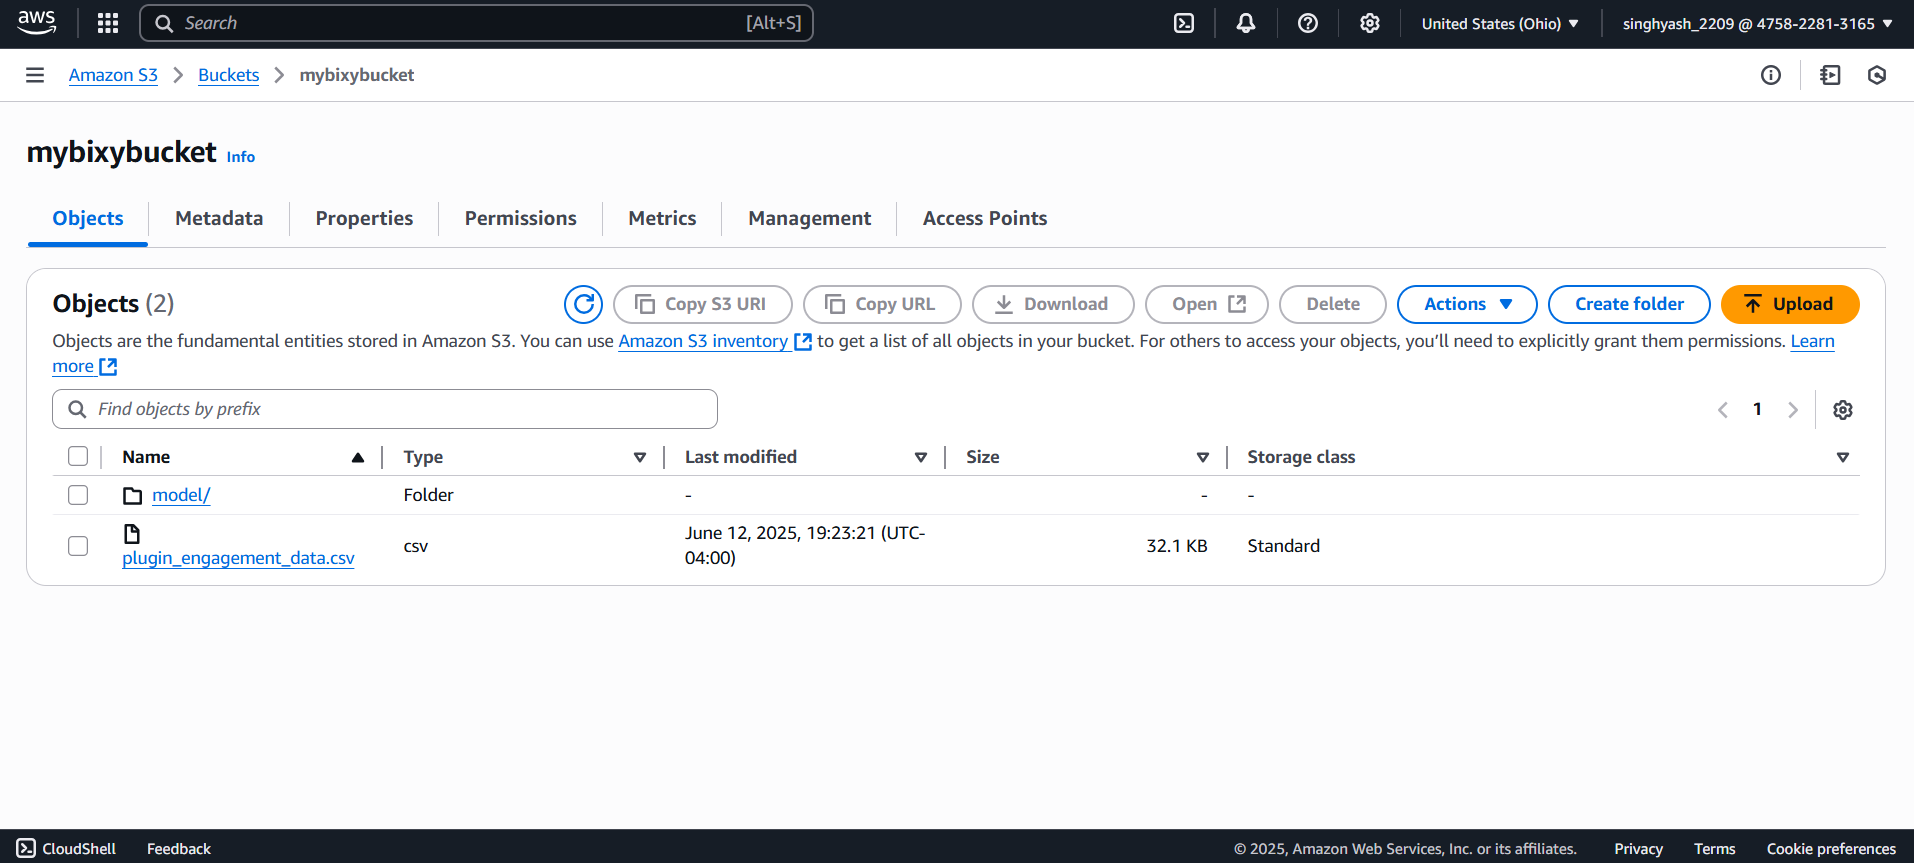 aws
Search [Alt+S]
United States (Ohio)
singhyash_2209 @ 4758-2281-3165
Amazon S3 > Buckets > mybixybucket
mybixybucket Info
Objects Metadata Properties Permissions Metrics Management Access Points
Objects (2)
Copy S3 URI Copy URL Download Open Delete Actions Create folder Upload
Objects are the fundamental entities stored in Amazon S3. You can use Amazon S3 inventory to get a list of all objects in your bucket. For others to access your objects, you’ll need to explicitly grant them permissions. Learn
more
Find objects by prefix
1
Name Type Last modified Size Storage class
model/ Folder - - -
plugin_engagement_data.csv csv June 12, 2025, 19:23:21 (UTC-
04:00) 32.1 KB Standard
CloudShell Feedback © 2025, Amazon Web Services, Inc. or its affiliates. Privacy Terms Cookie preferences